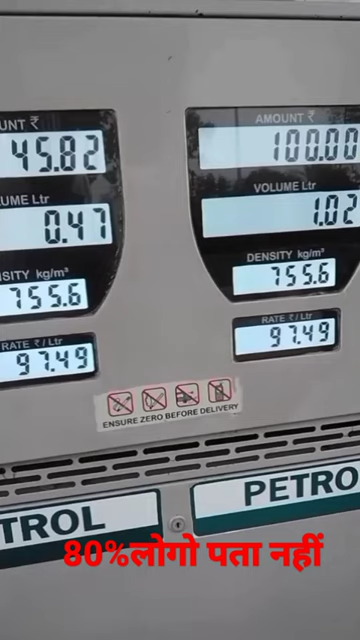 UNT ₹
45.82
UME Ltr
0.47
SITY kg/m³
755.6
RATE ₹/Ltr
97.49
AMOUNT ₹
100.00
VOLUME Ltr
1.02
DENSITY kg/m³
755.6
RATE ₹/Ltr
97.49
ENSURE ZERO BEFORE DELIVERY
TROL
PETRO
80%लोगो पता नहीं